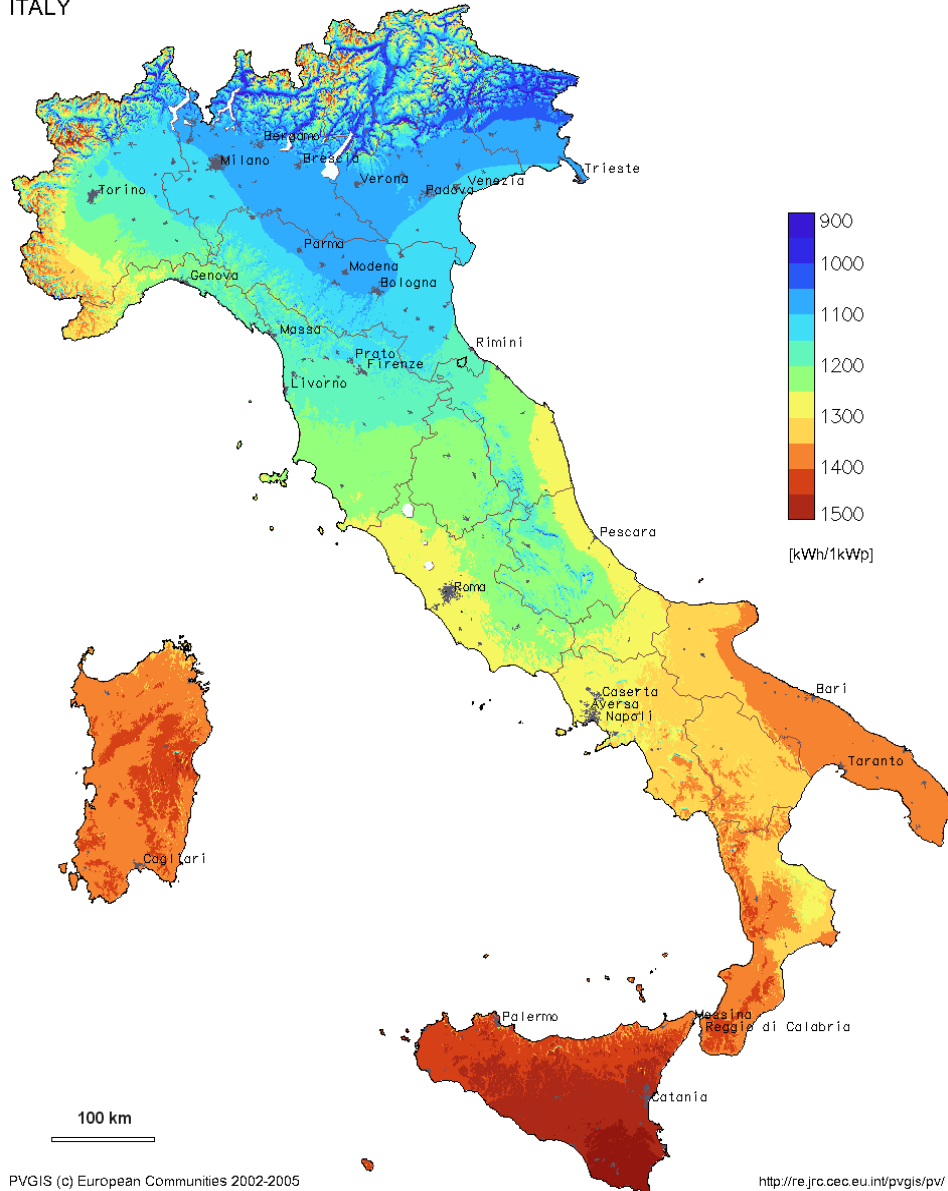 ITALY
Bergamo
Milano
Brescia
Trieste
Verona
Venezia
Torino
Padova
900
Parma
1000
Modena
Genova
Bologna
1100
Massa
Rimini
Prato
1200
Firenze
Livorno
1300
1400
1500
Pescara
[kWh/1kWp]
Roma
Bari
Caserta
Aversa
Napoli
Taranto
Cagliari
Palermo
Messina
Reggio di Calabria
Catania
100 km
PVGIS (c) European Communities 2002-2005
http://re.jrc.cec.eu.int/pvgis/pv/